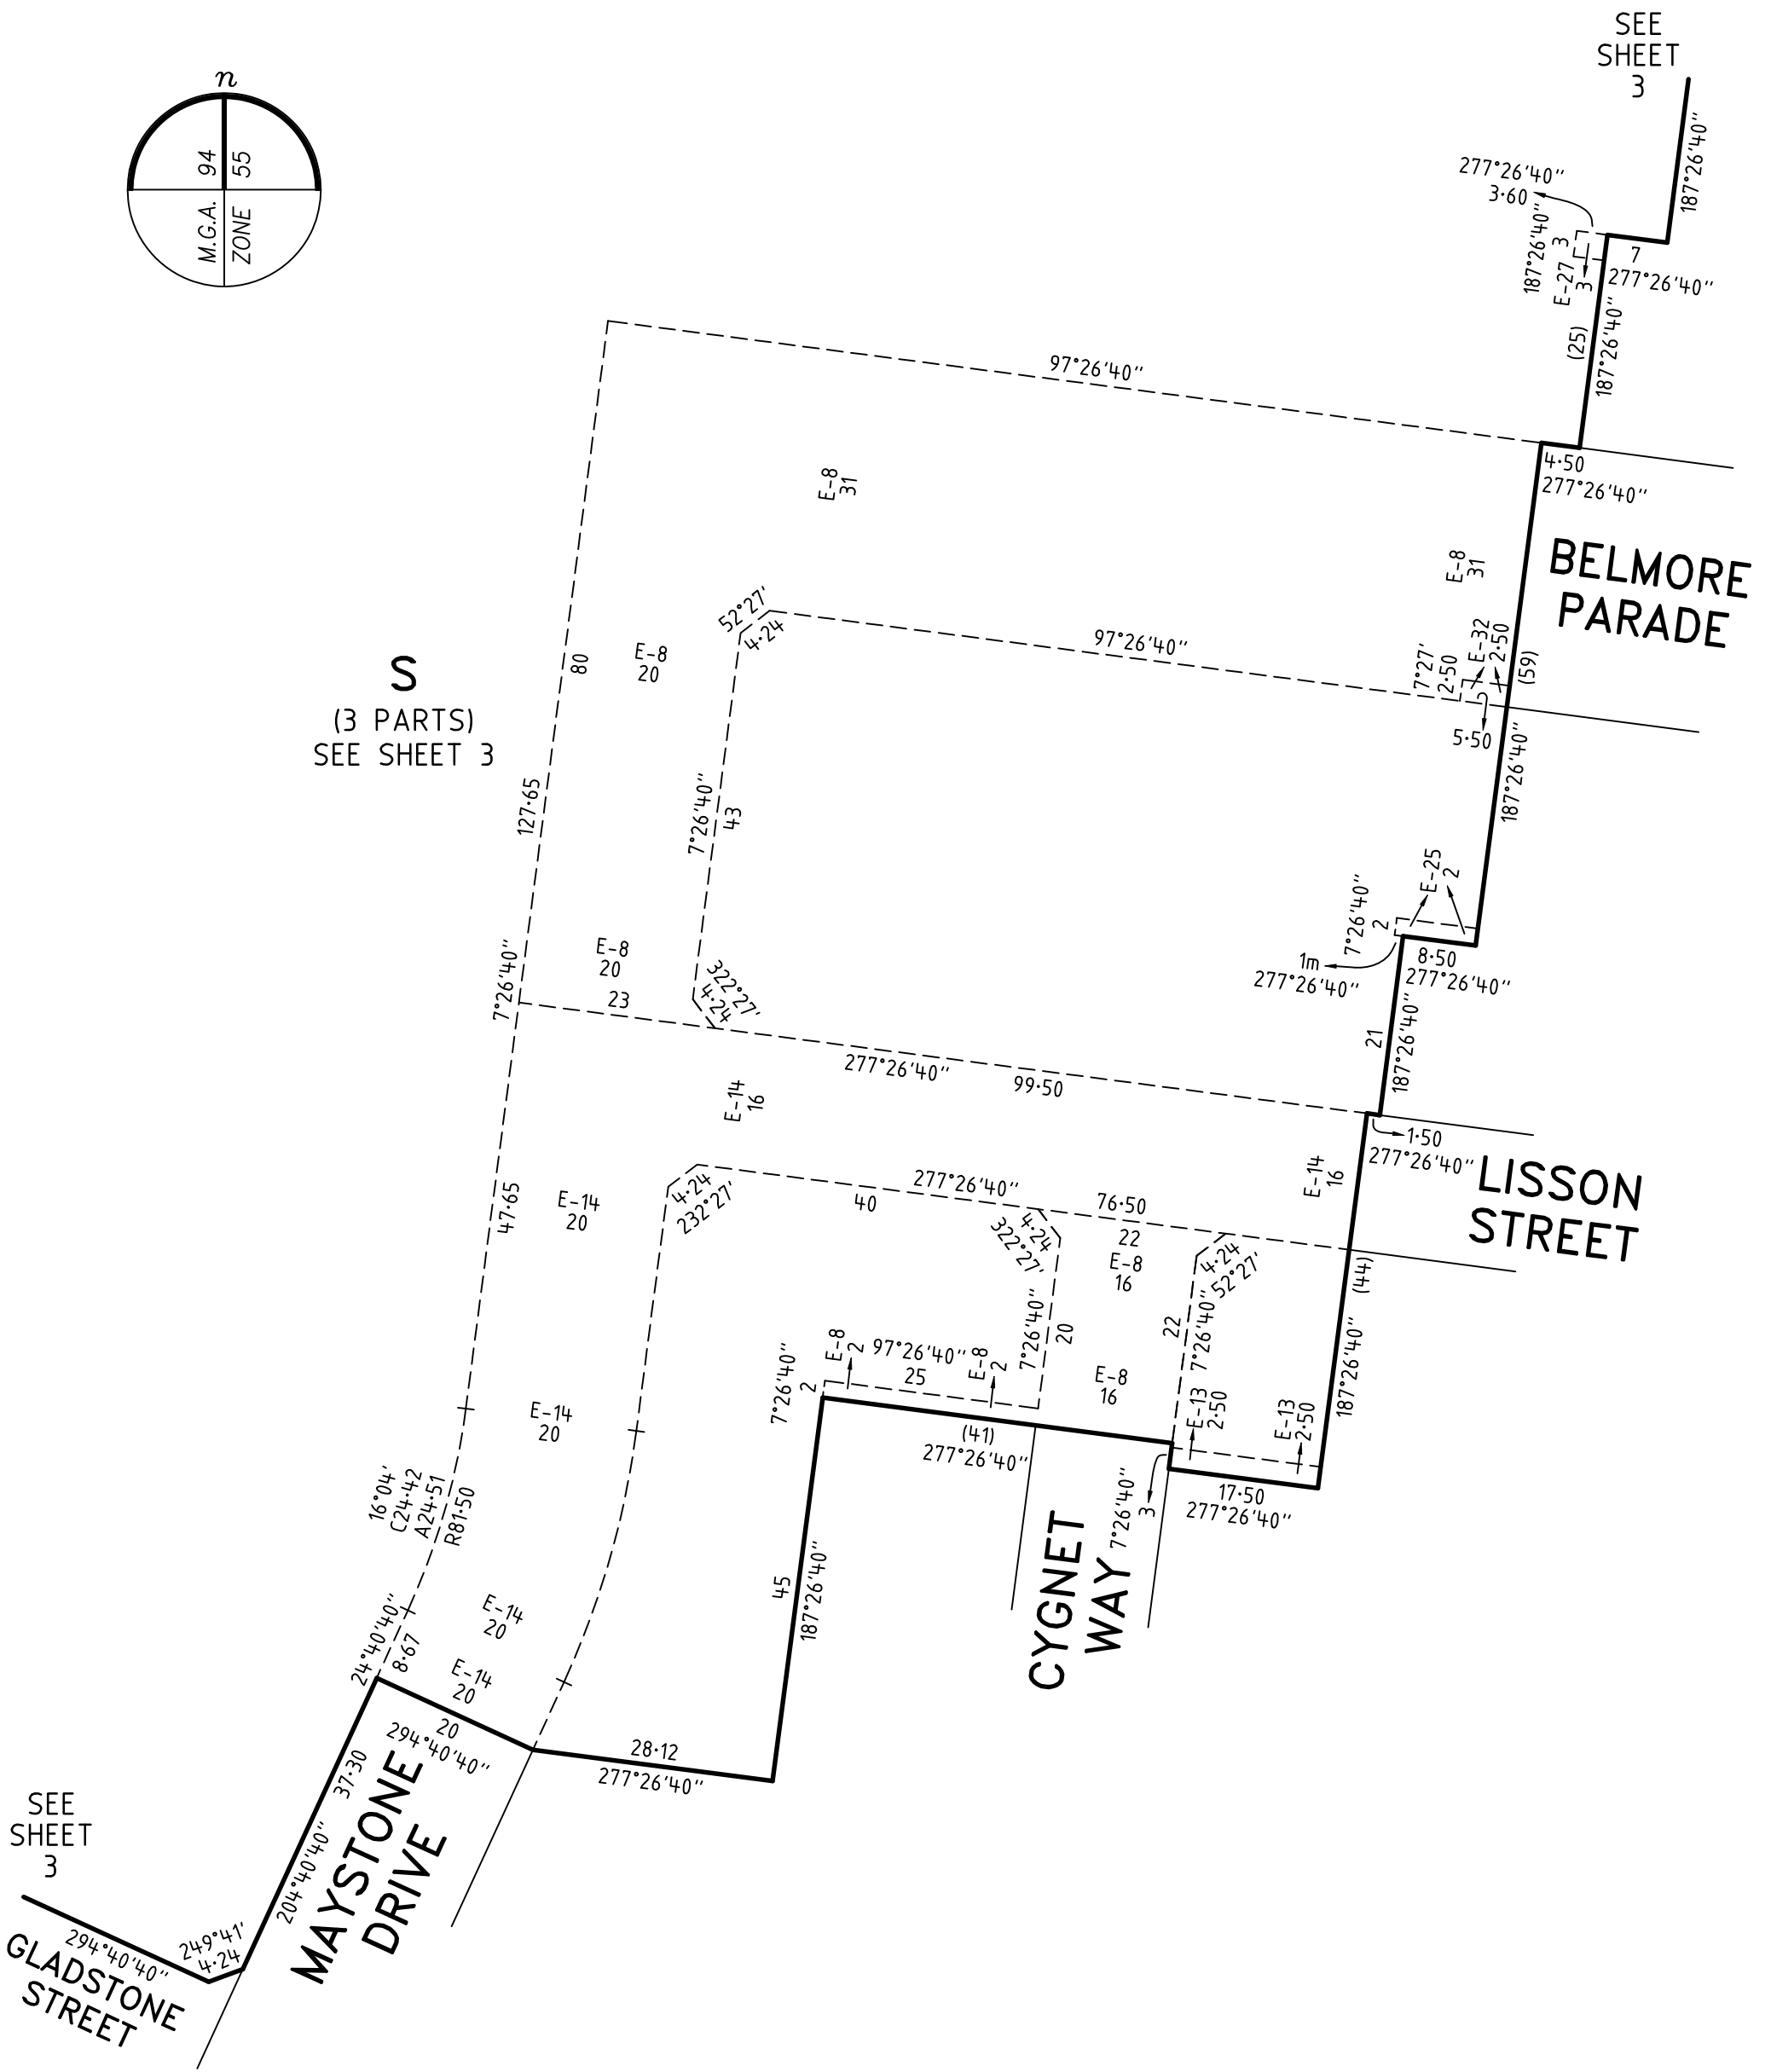 SEE
SHEET
3
n
M.G.A. 94
ZONE 55
187°26'40"
277°26'40"
3·60
187°26'40"
E-27
3
3
7
277°26'40"
(25)
187°26'40"
97°26'40"
4·50
277°26'40"
E-8
31
E-8
31
BELMORE
PARADE
52°27'
4·24
97°26'40"
E-8
20
80
S
(3 PARTS)
SEE SHEET 3
7°27'
2·50
E-32
2·50
(59)
5·50
187°26'40"
127·65
7°26'40"
43
E-25
2
7°26'40"
2
1m
277°26'40"
8·50
277°26'40"
E-8
20
23
322°27'
4·24
7°26'40"
277°26'40"
99·50
21
187°26'40"
E-14
16
1·50
277°26'40"
LISSON
STREET
E-14
16
4·24
232°27'
277°26'40"
40
76·50
22
4·24
322°27'
E-8
16
4·24
52°27'
E-14
20
47·65
(44)
187°26'40"
7°26'40"
20
22
7°26'40"
7°26'40"
2
E-8
2
97°26'40"
25
E-8
2
E-8
16
E-13
2·50
E-13
2·50
E-14
20
(41)
277°26'40"
7°26'40"
3
17·50
277°26'40"
16°04'
C24·42
A24·51
R81·50
CYGNET
WAY
45
187°26'40"
E-14
20
24°40'40"
8·67
E-14
20
20
294°40'40"
28·12
277°26'40"
37·30
204°40'40"
MAYSTONE
DRIVE
SEE
SHEET
3
294°40'40"
249°41'
4·24
GLADSTONE
STREET